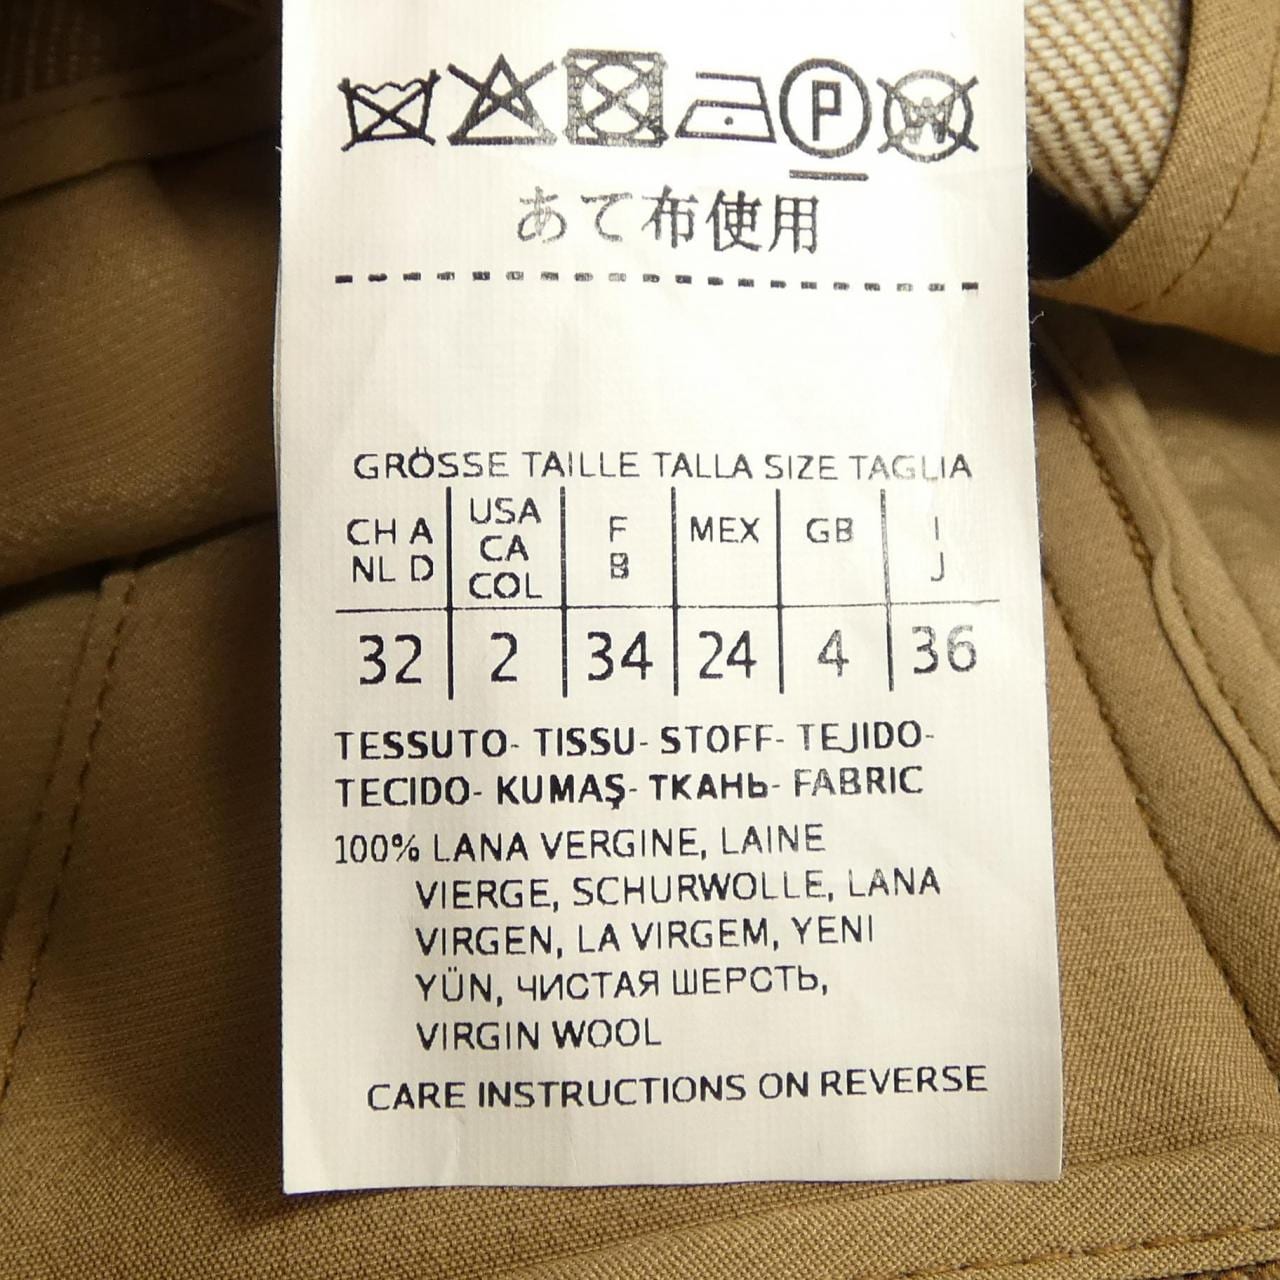 P W
あて布使用
GRÖSSE TAILLE TALLA SIZE TAGLIA
CH A NL D USA CA COL F B MEX GB I J
32 2 34 24 4 36
TESSUTO- TISSU- STOFF- TEJIDO-
TECIDO- KUMAŞ- ТКАНЬ- FABRIC
100% LANA VERGINE, LAINE
VIERGE, SCHURWOLLE, LANA
VIRGEN, LA VIRGEM, YENI
YÜN, ЧИСТАЯ ШЕРСТЬ,
VIRGIN WOOL
CARE INSTRUCTIONS ON REVERSE